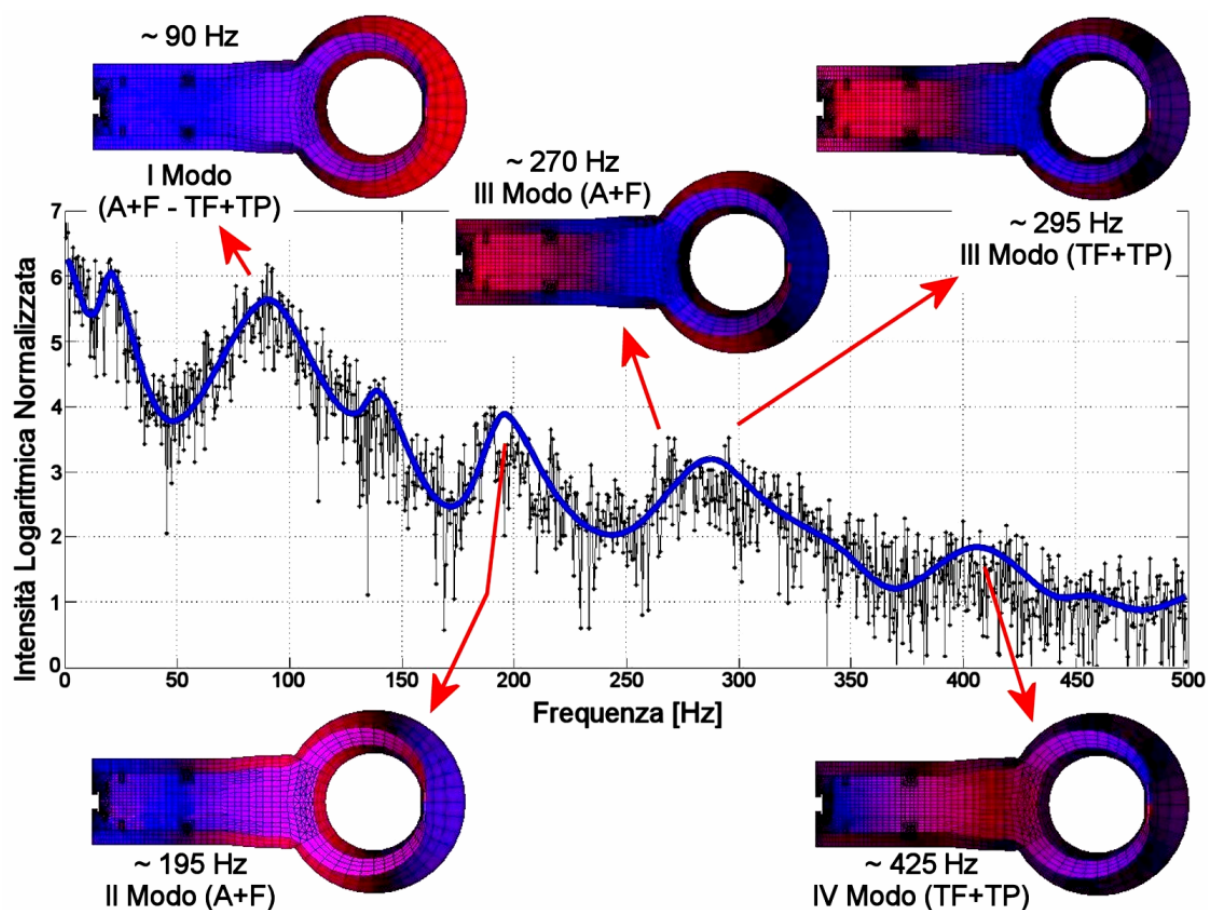 ~ 90 Hz
I Modo
(A+F - TF+TP)
~ 270 Hz
III Modo (A+F)
~ 295 Hz
III Modo (TF+TP)
Intensità Logaritmica Normalizzata
7
6
5
4
3
2
1
0
0 50 100 150 200 250 300 350 400 450 500
Frequenza [Hz]
~ 195 Hz
II Modo (A+F)
~ 425 Hz
IV Modo (TF+TP)